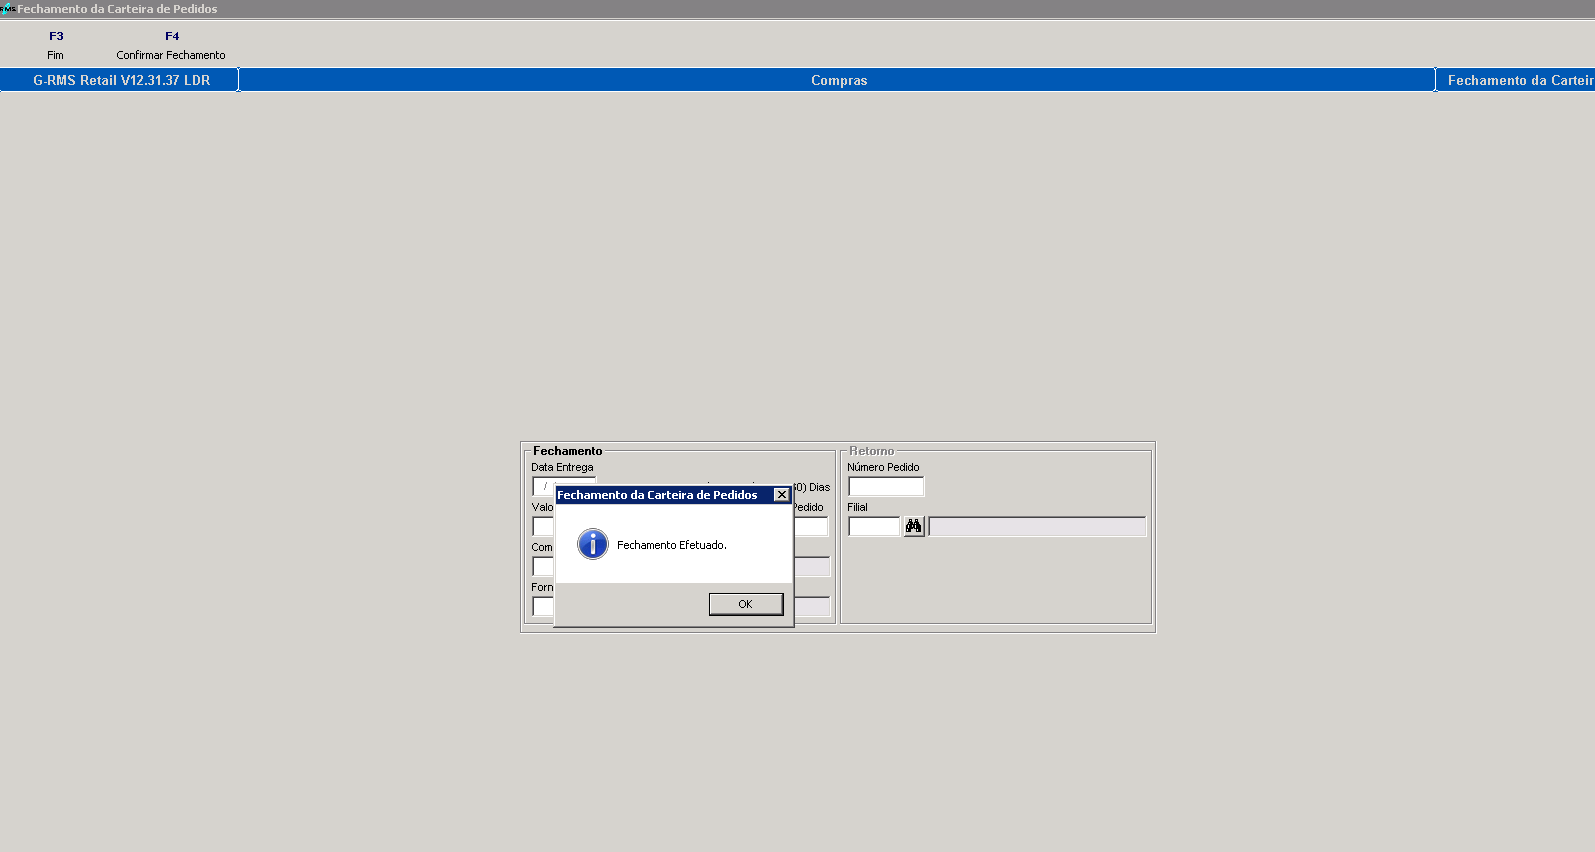 RMS Fechamento da Carteira de Pedidos
F3 F4
Fim Confirmar Fechamento
G-RMS Retail V12.31.37 LDR Compras Fechamento da Carteir
Fechamento Retorno
Data Entrega Número Pedido
/ 0) Dias
Valo Pedido Filial
Com
Forn
Fechamento da Carteira de Pedidos
Fechamento Efetuado.
OK